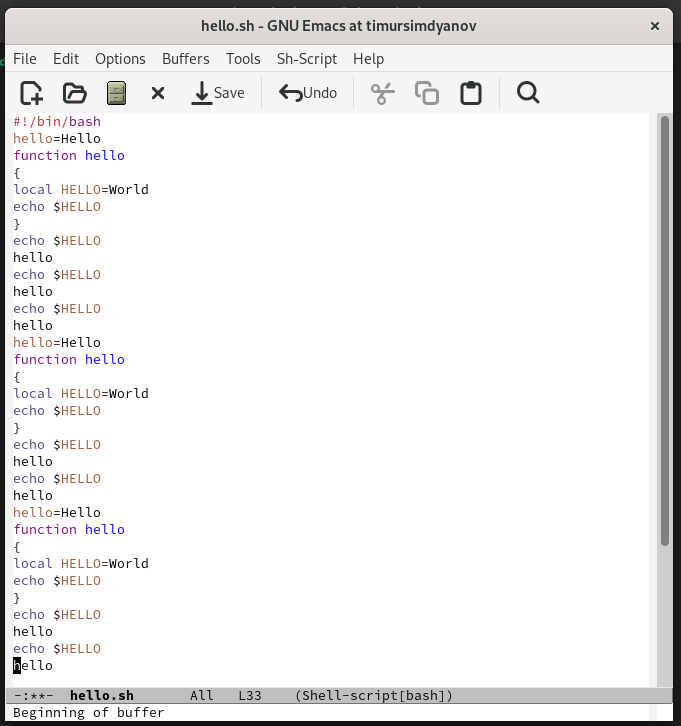 hello.sh - GNU Emacs at timursimdyanov
File Edit Options Buffers Tools Sh-Script Help
Save Undo
#!/bin/bash
hello=Hello
function hello
{
local HELLO=World
echo $HELLO
}
echo $HELLO
hello
echo $HELLO
hello
echo $HELLO
hello
hello=Hello
function hello
{
local HELLO=World
echo $HELLO
}
echo $HELLO
hello
echo $HELLO
hello
hello=Hello
function hello
{
local HELLO=World
echo $HELLO
}
echo $HELLO
hello
echo $HELLO
hello
-:**- hello.sh All L33 (Shell-script[bash])
Beginning of buffer